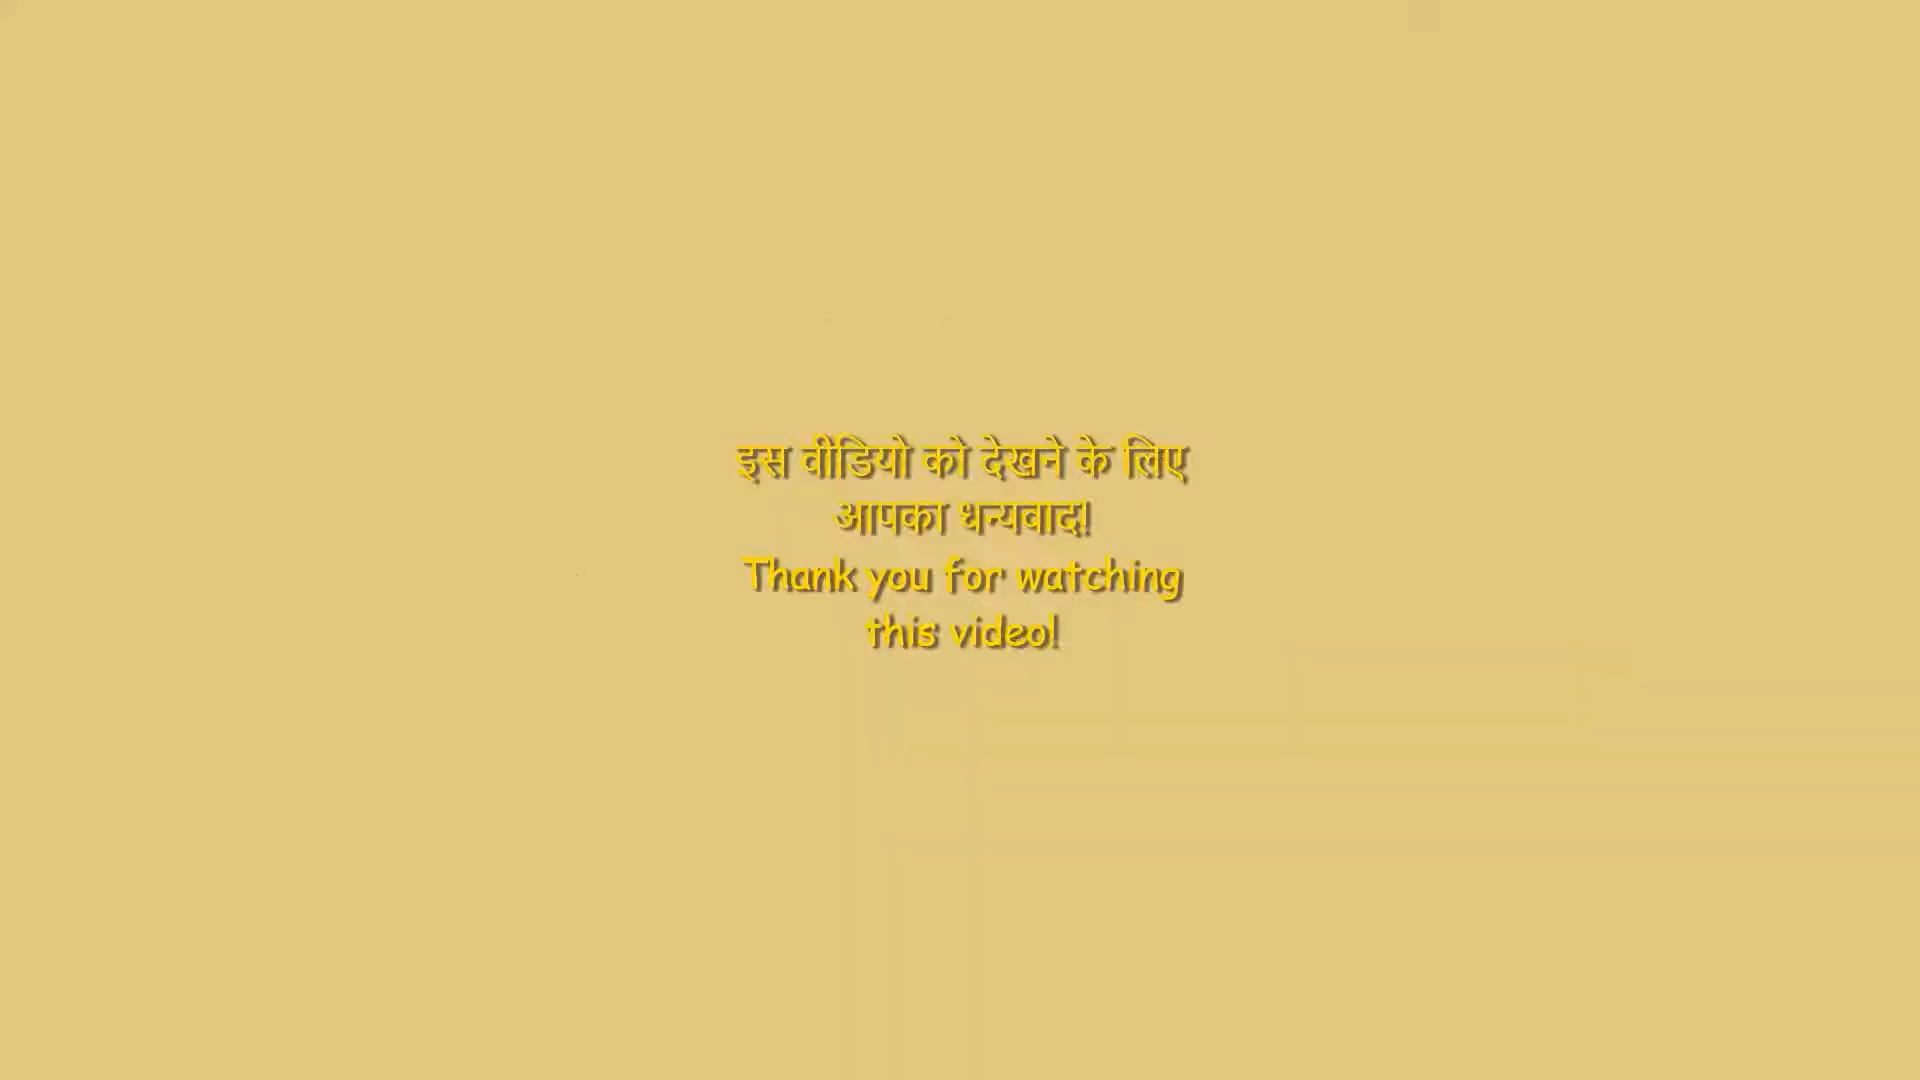 इस वीडियो को देखने के लिए
आपका धन्यवाद!
Thank you for watching
this video!